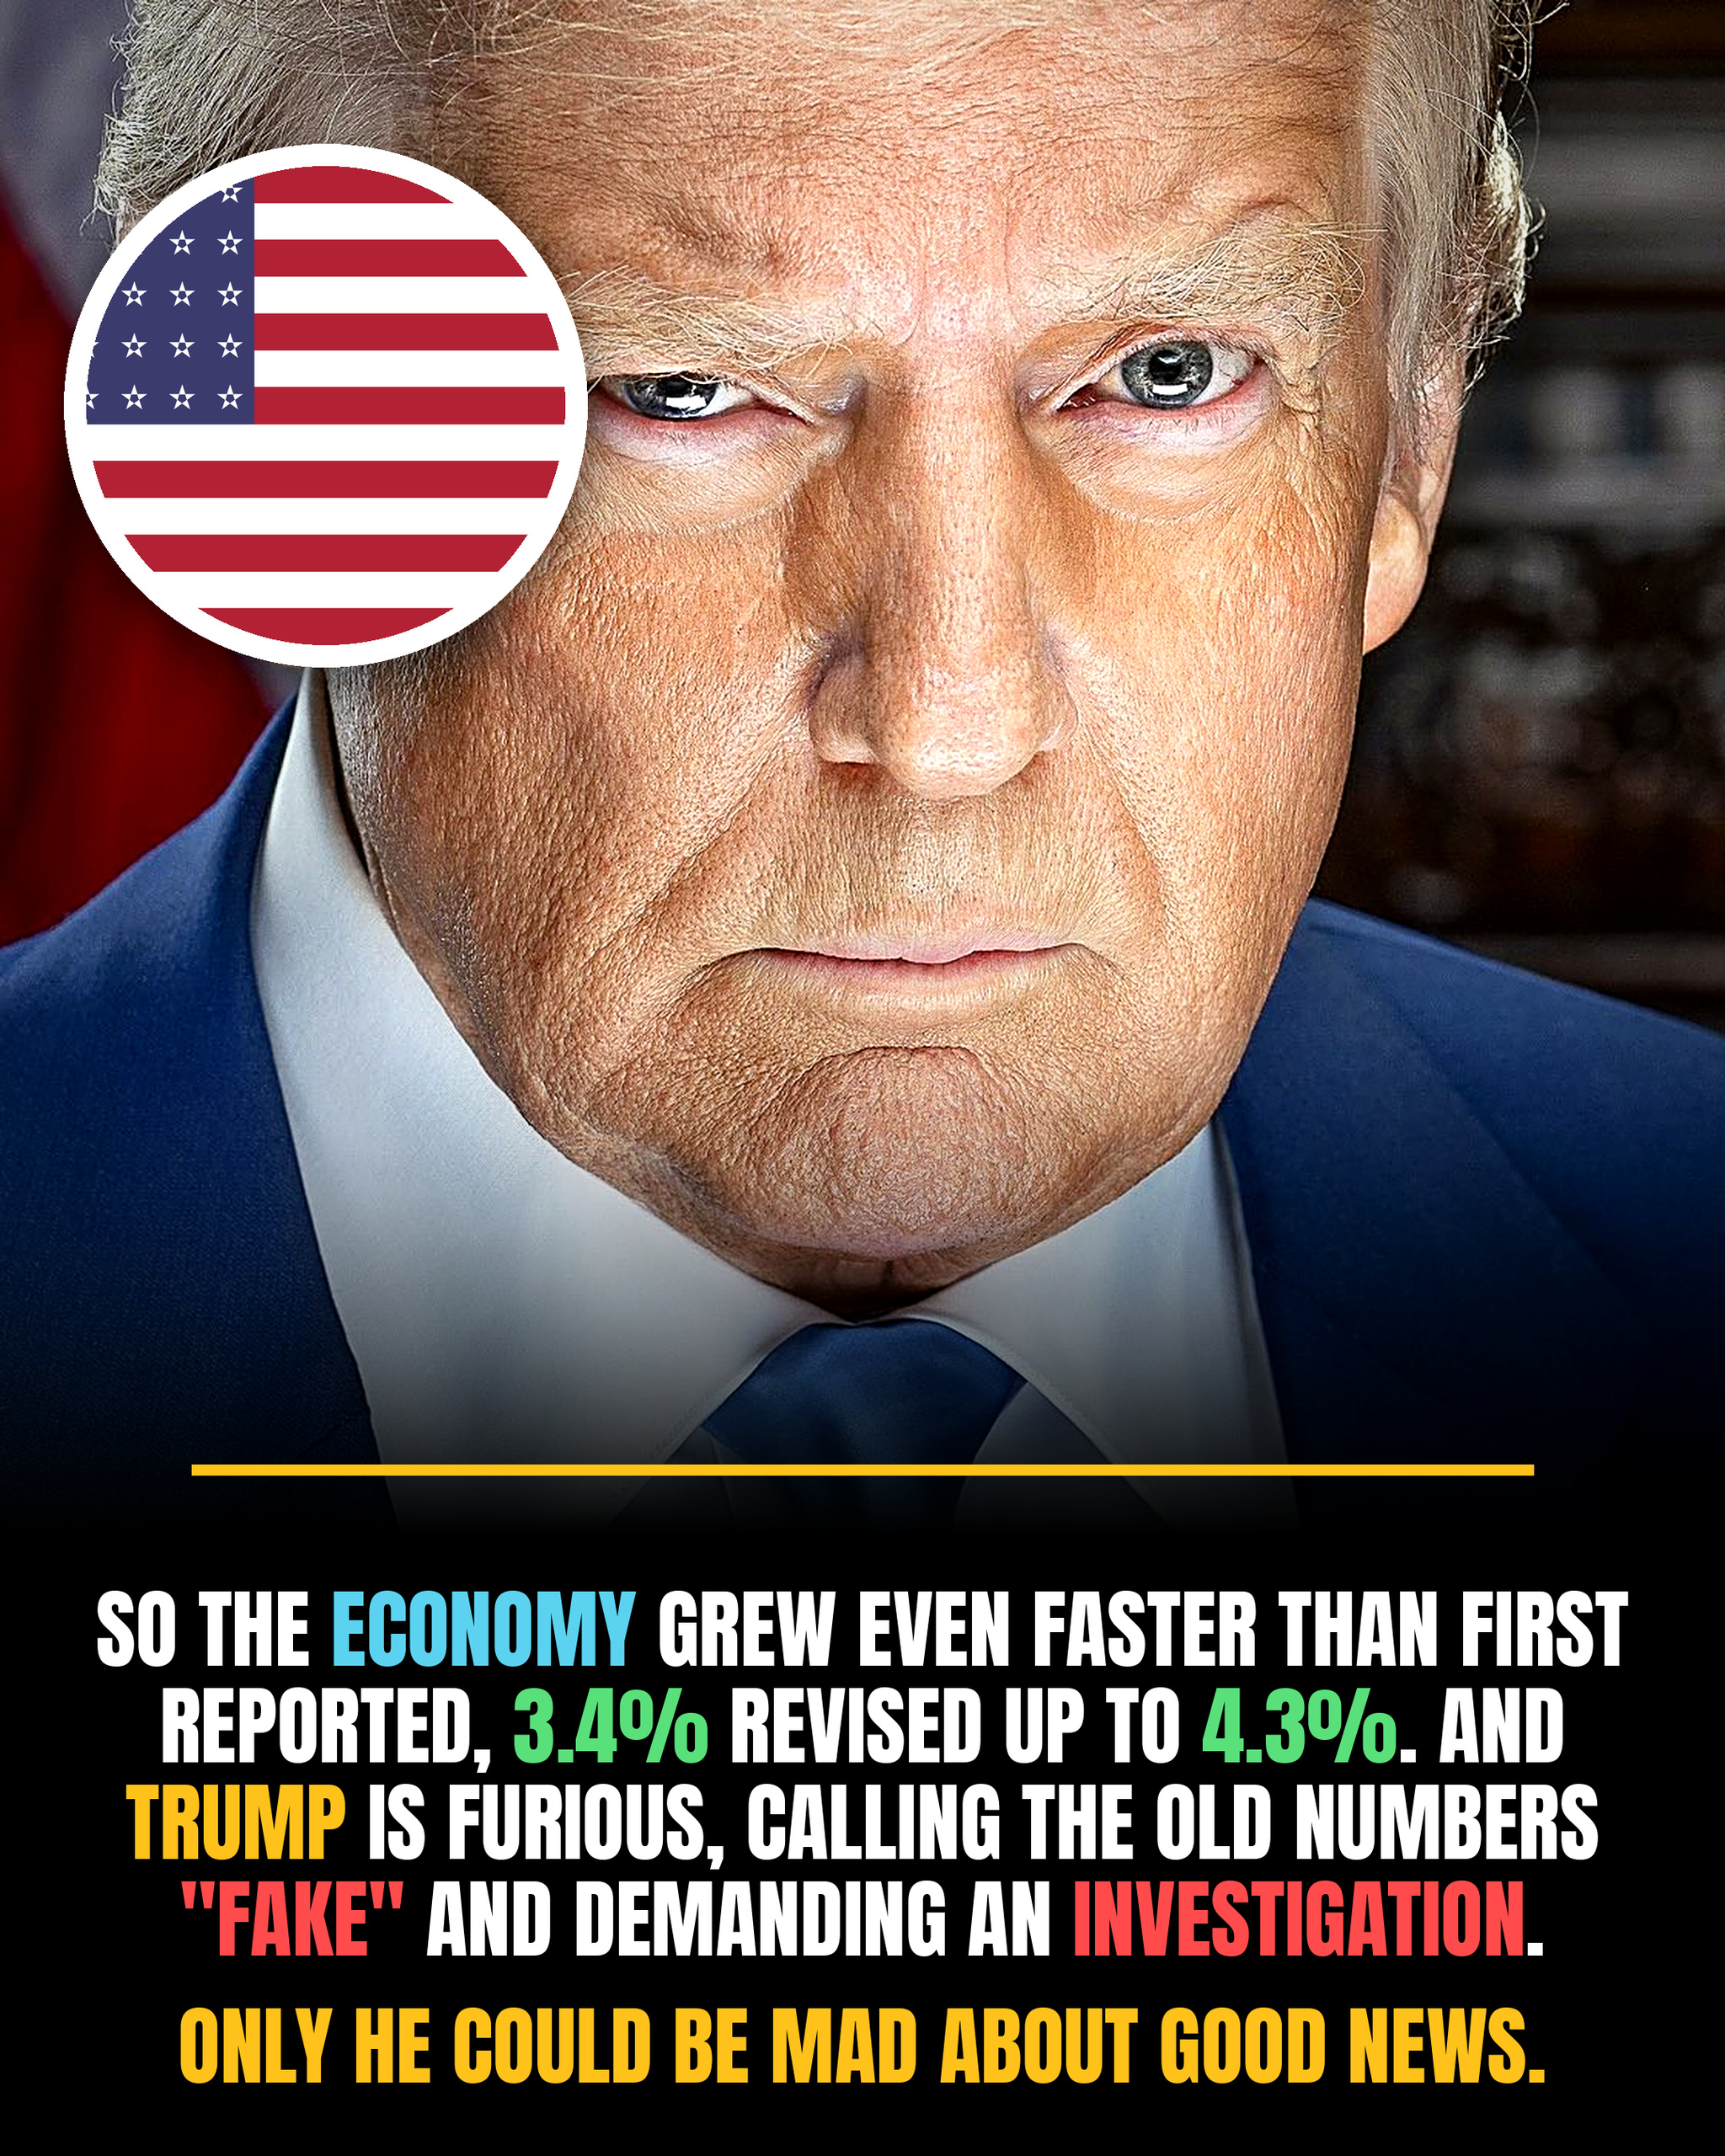 SO THE ECONOMY GREW EVEN FASTER THAN FIRST
REPORTED, 3.4% REVISED UP TO 4.3%. AND
TRUMP IS FURIOUS, CALLING THE OLD NUMBERS
"FAKE" AND DEMANDING AN INVESTIGATION.
ONLY HE COULD BE MAD ABOUT GOOD NEWS.